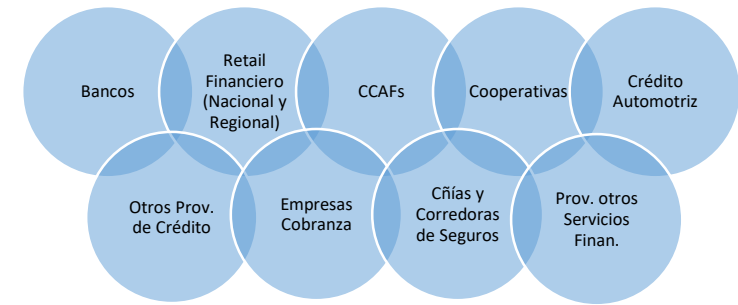 Bancos
Retail
Financiero
(Nacional y
Regional)
CCAFs
Cooperativas
Crédito
Automotriz
Otros Prov.
de Crédito
Empresas
Cobranza
Cñías y
Corredoras
de Seguros
Prov. otros
Servicios
Finan.